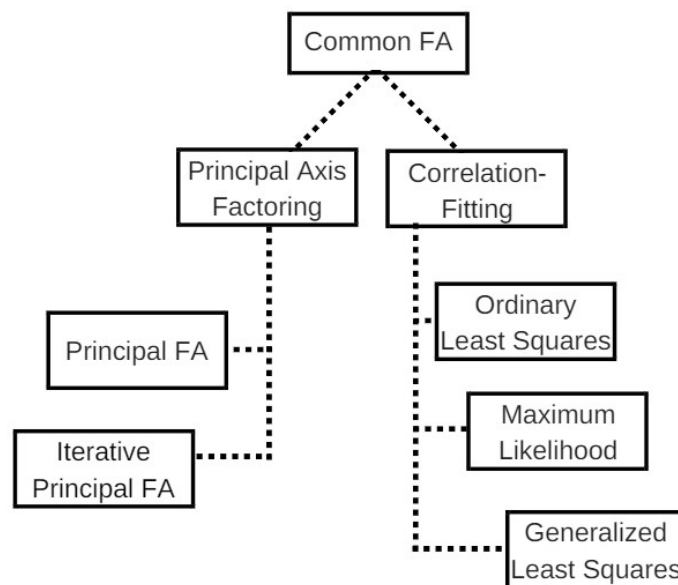 Common FA
Principal Axis
Factoring
Correlation-
Fitting
Principal FA
Iterative
Principal FA
Ordinary
Least Squares
Maximum
Likelihood
Generalized
Least Squares